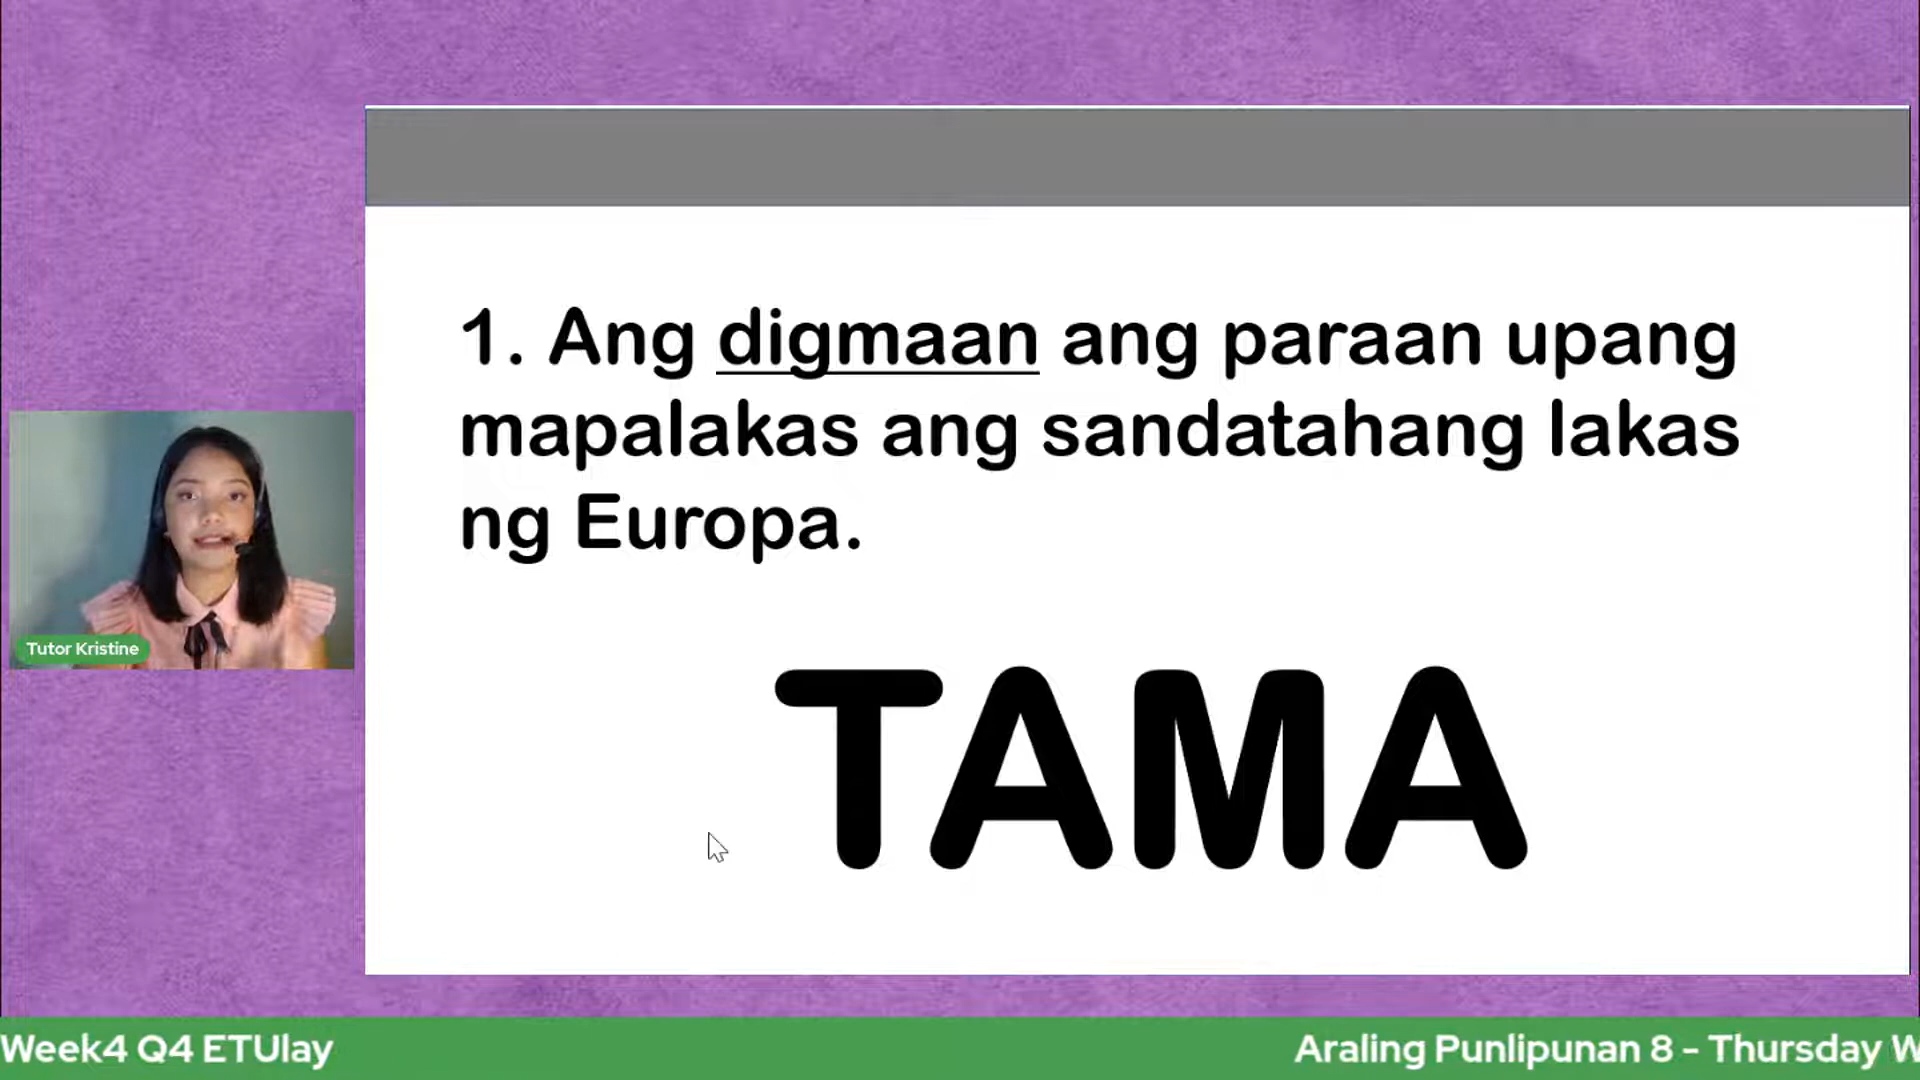 1. Ang digmaan ang paraan upang
mapalakas ang sandatahang lakas
ng Europa.
TAMA
Tutor Kristine
Week4 Q4 ETUlay
Araling Punlipunan 8 - Thursday W